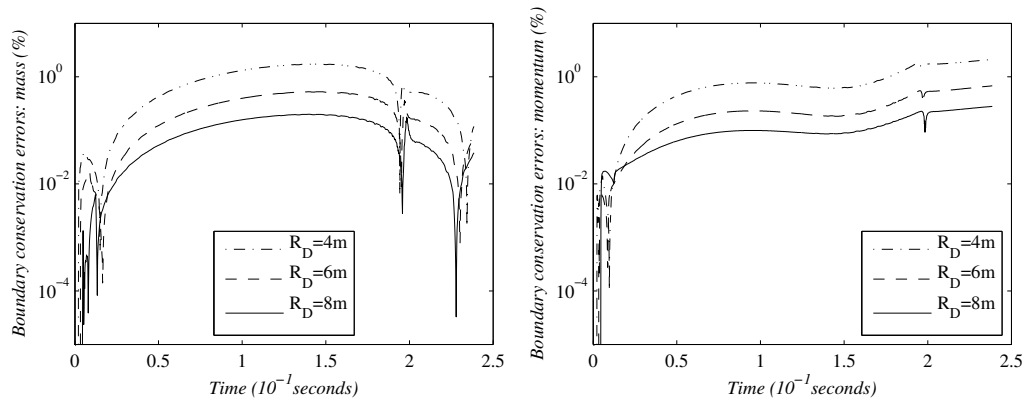 Boundary conservation errors: mass (%)
10^0
10^-2
10^-4
R_D=4m
R_D=6m
R_D=8m
0 0.5 1 1.5 2 2.5
Time (10^-1 seconds)
Boundary conservation errors: momentum (%)
10^0
10^-2
10^-4
R_D=4m
R_D=6m
R_D=8m
0 0.5 1 1.5 2 2.5
Time (10^-1 seconds)